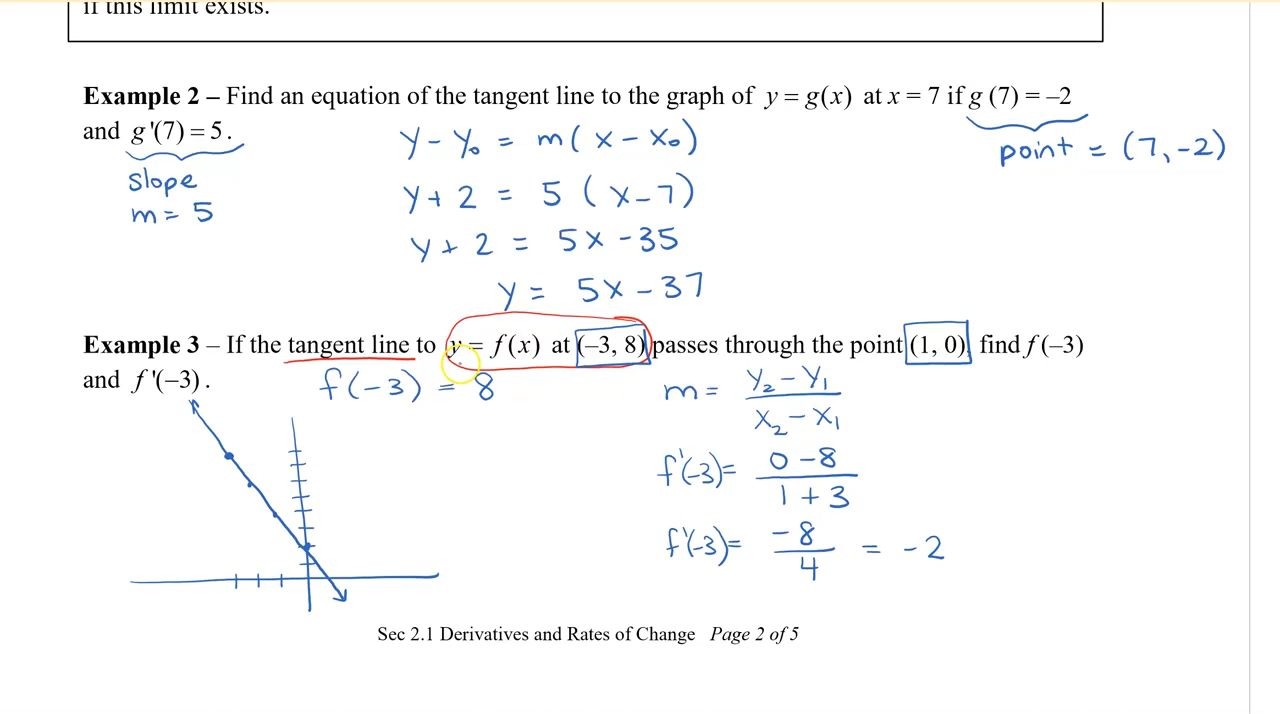 if this limit exists.
Example 2 – Find an equation of the tangent line to the graph of y = g(x) at x = 7 if g (7) = –2
and g '(7) = 5 .
y - y₀ = m( x - x₀)
point = (7, -2)
slope
m = 5
y + 2 = 5 ( x - 7)
y + 2 = 5x - 35
y = 5x - 37
Example 3 – If the tangent line to y = f (x) at (–3, 8) passes through the point (1, 0), find f (–3)
and f '(–3) .
f(-3) = 8
m = y₂ - y₁ / x₂ - x₁
f'(-3) = 0 - 8 / 1 + 3
f'(-3) = -8 / 4 = -2
Sec 2.1 Derivatives and Rates of Change Page 2 of 5